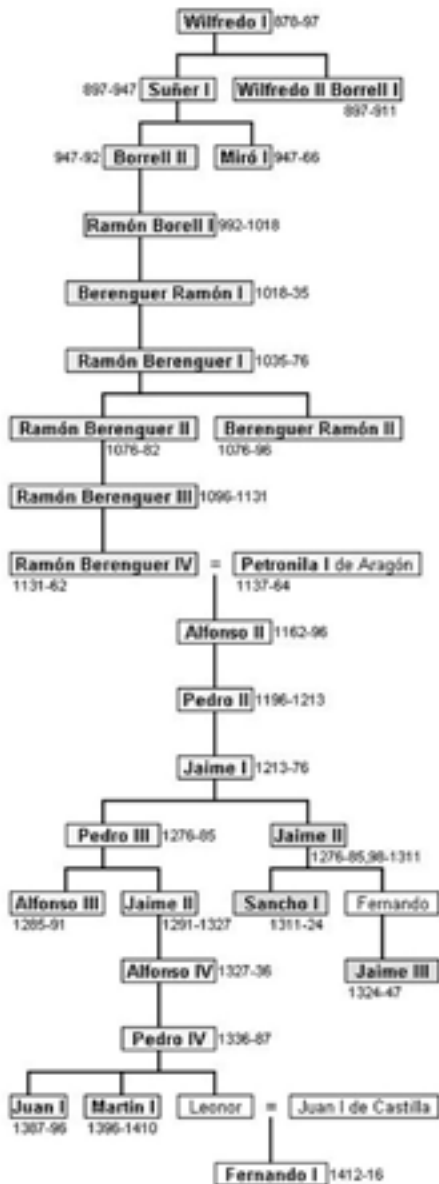 Wilfredo I 878-97
897-947 Suñer I Wilfredo II Borrell I
897-911
947-92 Borrell II Miró I 947-66
Ramón Borell I 992-1018
Berenguer Ramón I 1018-35
Ramón Berenguer I 1035-76
Ramón Berenguer II Berenguer Ramón II
1076-82 1076-96
Ramón Berenguer III 1096-1131
Ramón Berenguer IV = Petronila I de Aragón
1131-62 1137-64
Alfonso II 1162-96
Pedro II 1196-1213
Jaime I 1213-76
Pedro III 1276-85 Jaime II
1276-85,98-1311
Alfonso III Jaime II Sancho I Fernando
1285-91 1291-1327 1311-24
Alfonso IV 1327-36 Jaime III
1324-47
Pedro IV 1336-87
Juan I Martín I Leonor = Juan I de Castilla
1387-96 1396-1410
Fernando I 1412-16